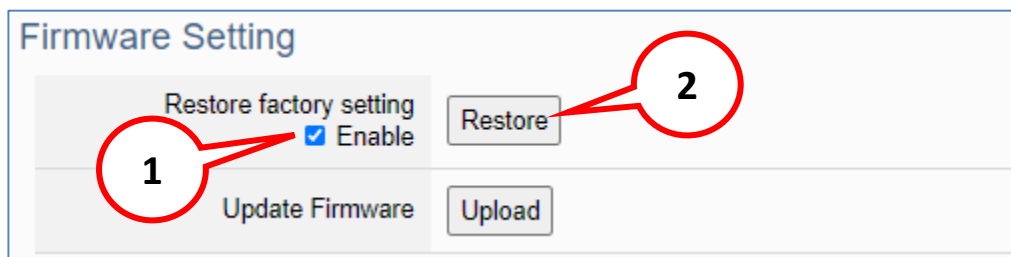 Firmware Setting
Restore factory setting
Enable
Restore
1
2
Update Firmware
Upload